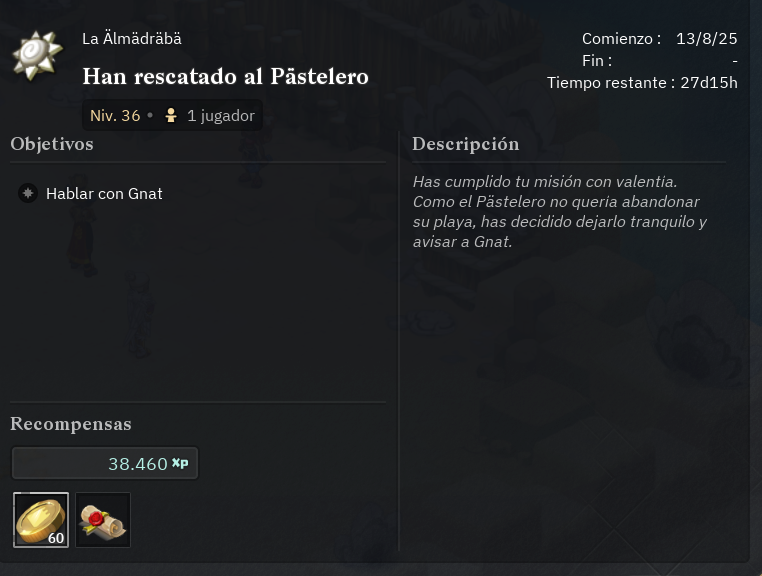 La Älmädräbä
Han rescatado al Pästelero
Niv. 36 • 1 jugador
Comienzo : 13/8/25
Fin : -
Tiempo restante : 27d15h
Objetivos
Hablar con Gnat
Descripción
Has cumplido tu misión con valentía.
Como el Pästelero no quería abandonar
su playa, has decidido dejarlo tranquilo y
avisar a Gnat.
Recompensas
38.460 XP
60